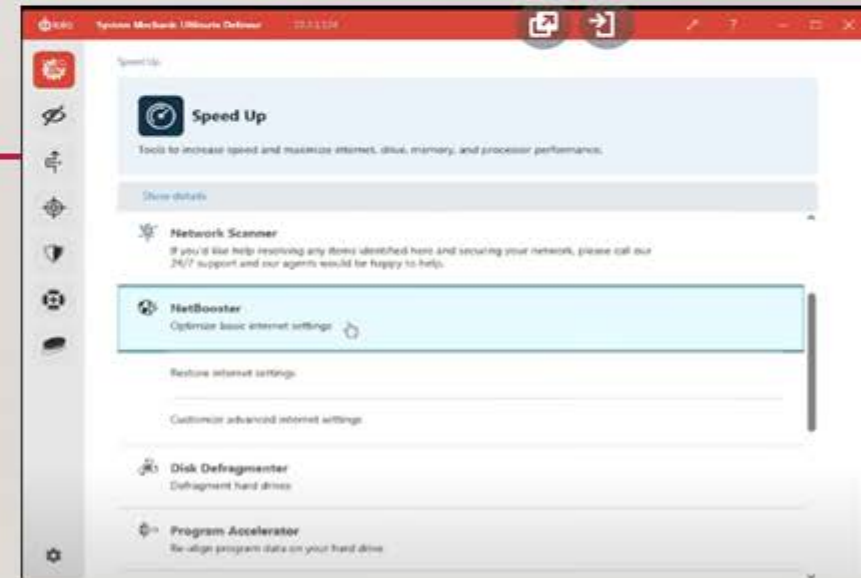 iolo System Mechanic Ultimate Defense
Speed Up
Speed Up
Tools to increase speed and maximize internet, drive, memory, and processor performance.
Show details
Network Scanner
If you'd like help resolving any items identified here and securing your network, please call our
24/7 support and our agents would be happy to help.
NetBooster
Optimize basic internet settings
Restore internet settings
Customize advanced internet settings
Disk Defragmenter
Defragment hard drives
Program Accelerator
Re-align program data on your hard drive